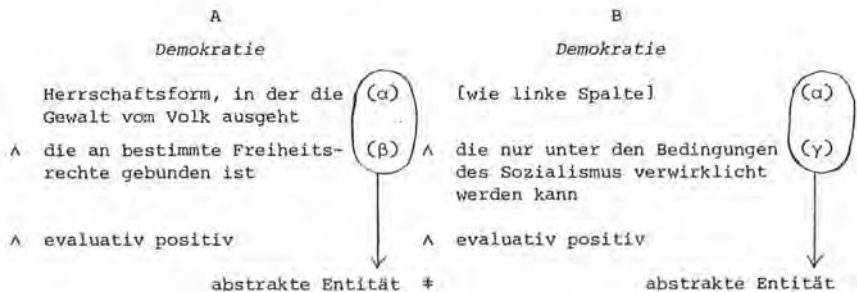 A B
Demokratie Demokratie
Herrschaftsform, in der die (α) [wie linke Spalte] (α)
Gewalt vom Volk ausgeht
∧ die an bestimmte Freiheits- (β) ∧ die nur unter den Bedingungen (γ)
rechte gebunden ist des Sozialismus verwirklicht
werden kann
∧ evaluativ positiv ∧ evaluativ positiv
abstrakte Entität ≠ abstrakte Entität